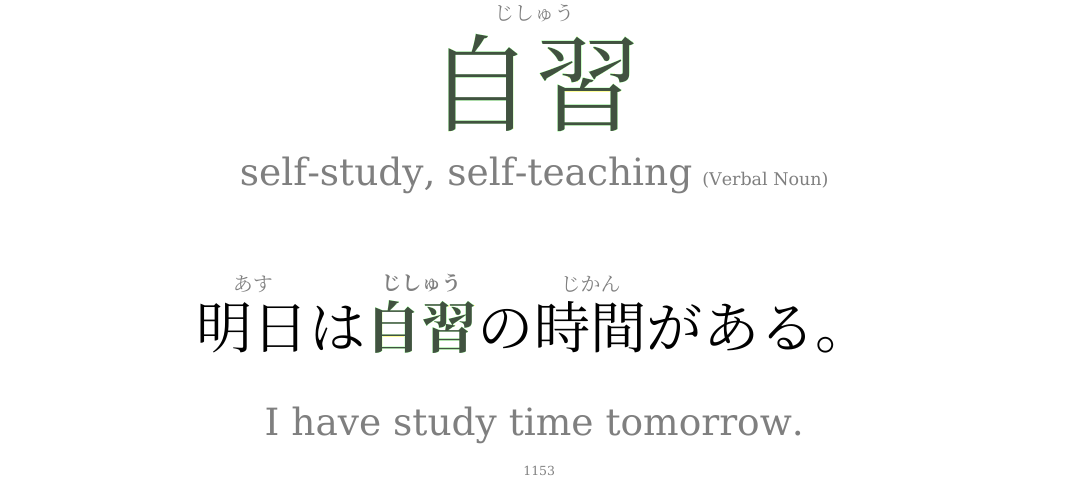 じしゅう
自習
self-study, self-teaching (Verbal Noun)
あす じしゅう じかん
明日は自習の時間がある。
I have study time tomorrow.
1153